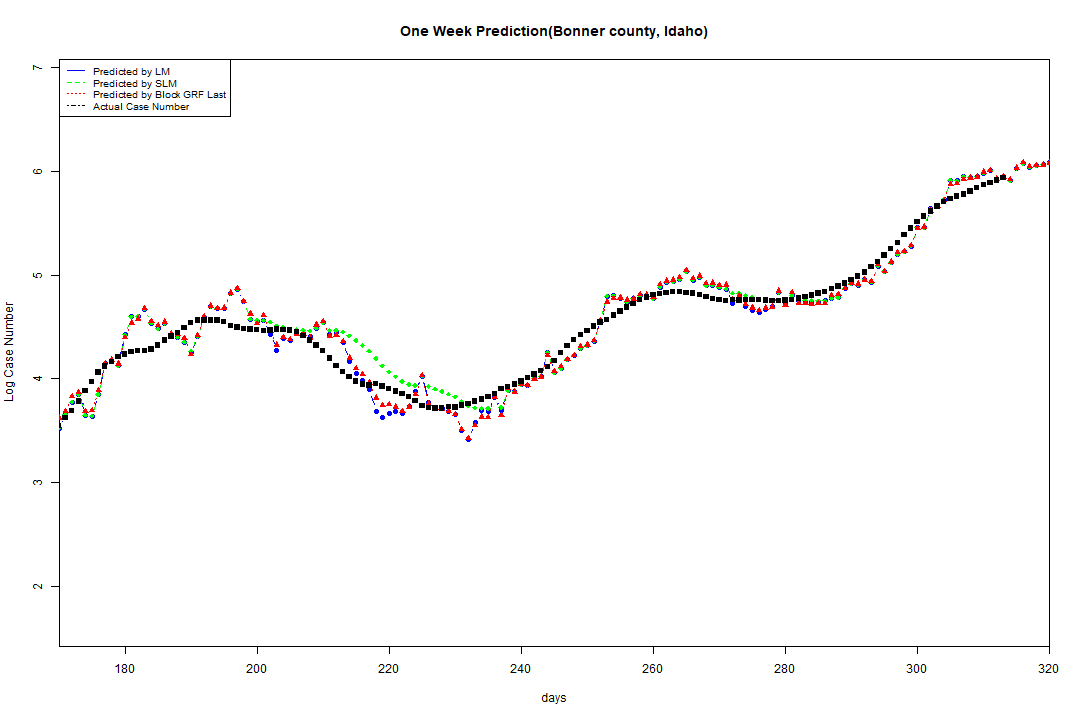 One Week Prediction(Bonner county, Idaho)
Predicted by LM
Predicted by SLM
Predicted by Block GRF Last
Actual Case Number
7
6
5
4
3
2
Log Case Number
180 200 220 240 260 280 300 320
days